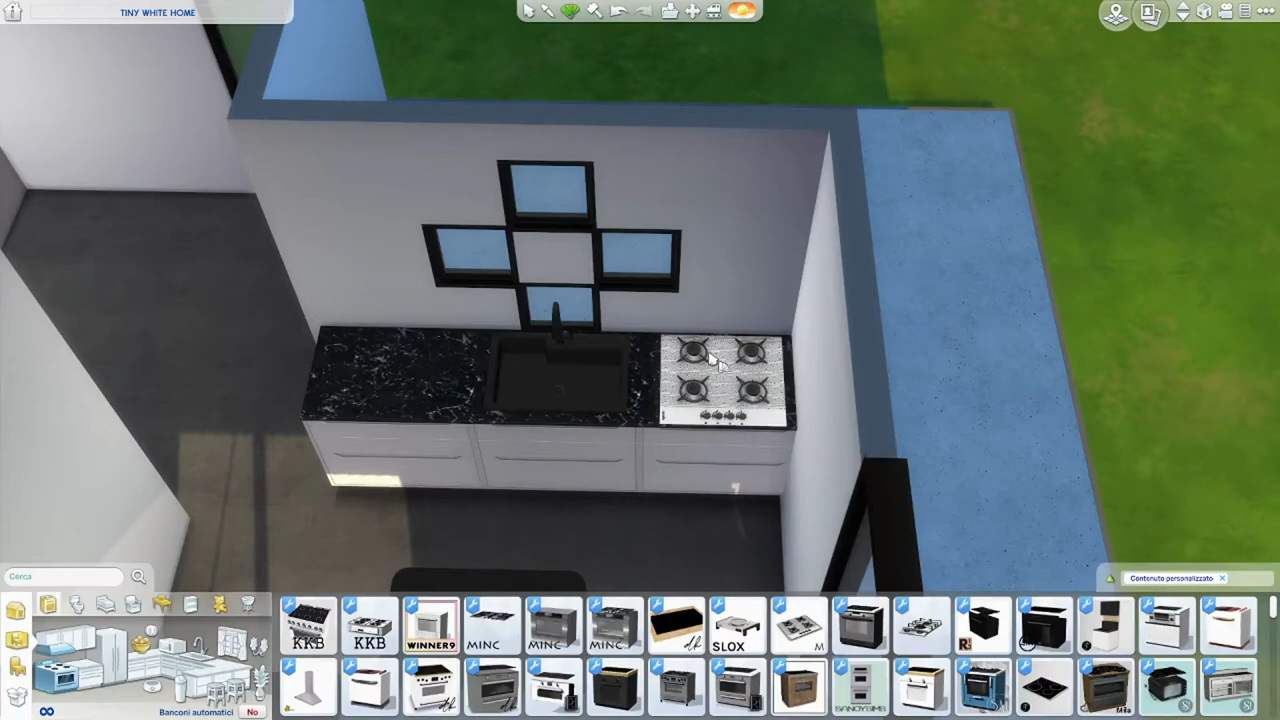 TINY WHITE HOME
Cerca
Contenuto personalizzato
KKB
KKB
WINNER9
MINC
MINC
MINC
SLOX
M
Banconi automatici No